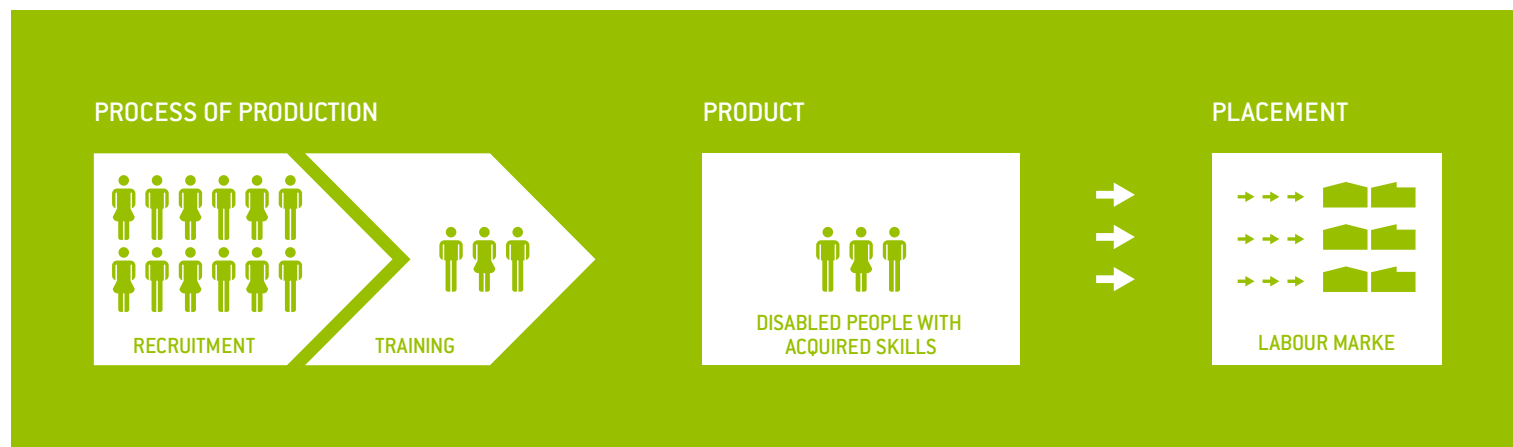 PROCESS OF PRODUCTION
PRODUCT
PLACEMENT
RECRUITMENT
TRAINING
DISABLED PEOPLE WITH
ACQUIRED SKILLS
LABOUR MARKE